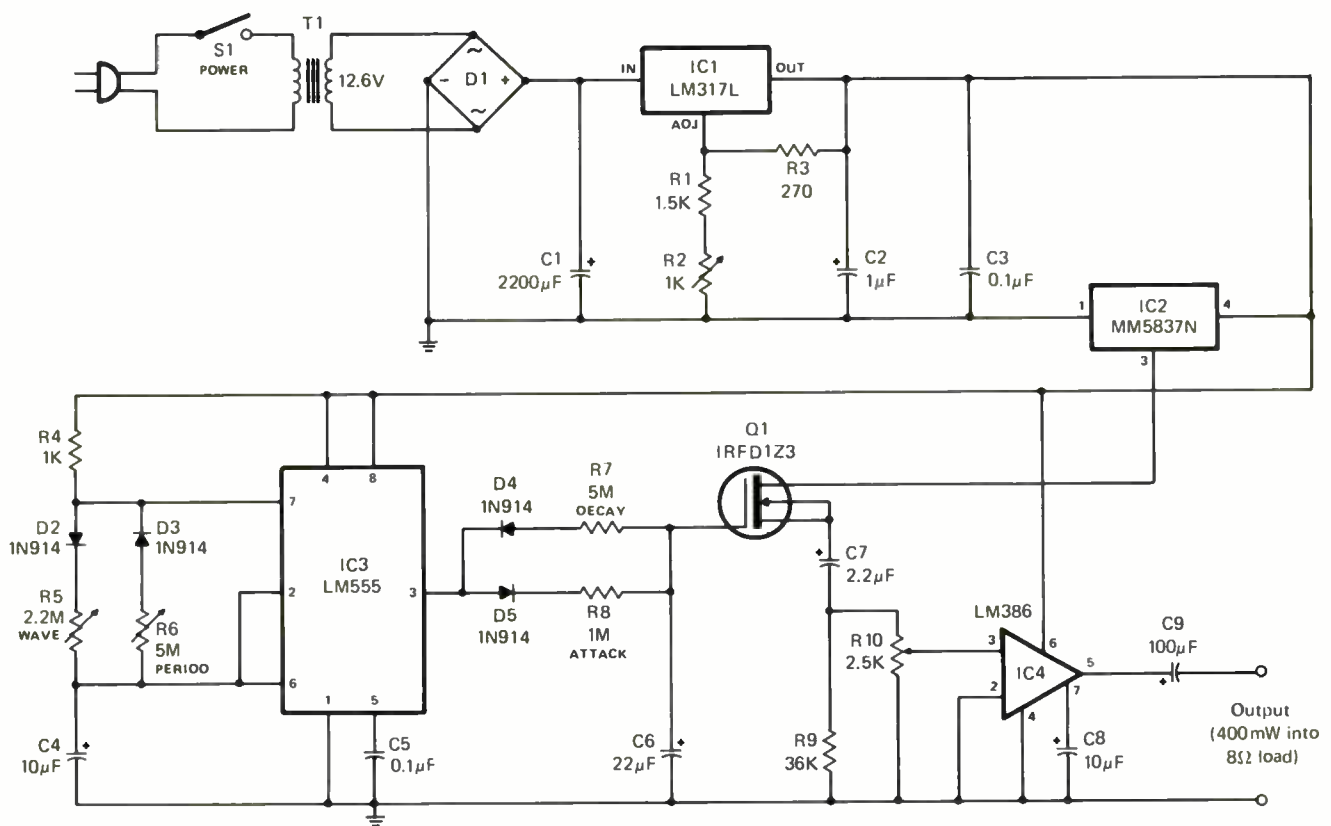 T1
S1
POWER
12.6V
~
- D1 +
~
IN
IC1
LM317L
OUT
ADJ
R1
1.5K
R3
270
R2
1K
C1
2200µF
+
C2
1µF
+
C3
0.1µF
1
IC2
MM5837N
4
3
R4
1K
D2
1N914
D3
1N914
R5
2.2M
WAVE
R6
5M
PERIOD
C4
10µF
+
4
8
7
2
6
IC3
LM555
3
1
5
C5
0.1µF
D4
1N914
R7
5M
DECAY
D5
1N914
R8
1M
ATTACK
C6
22µF
+
Q1
IRFD1Z3
C7
2.2µF
+
R10
2.5K
R9
36K
LM386
3
2
IC4
6
5
7
4
C8
10µF
+
C9
100µF
+
Output
(400mW into
8Ω load)